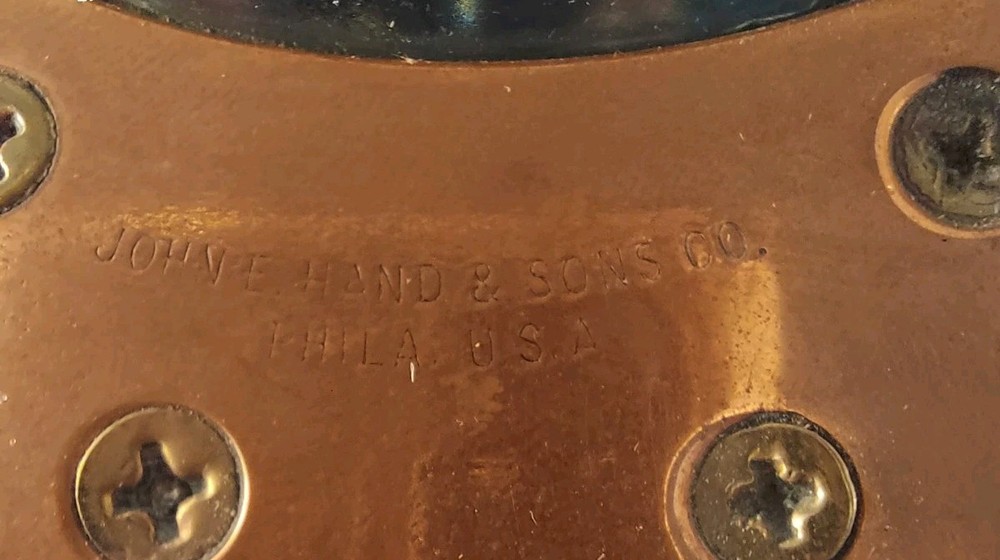 JOHN E. HAND & SONS CO.
PHILA. U.S.A